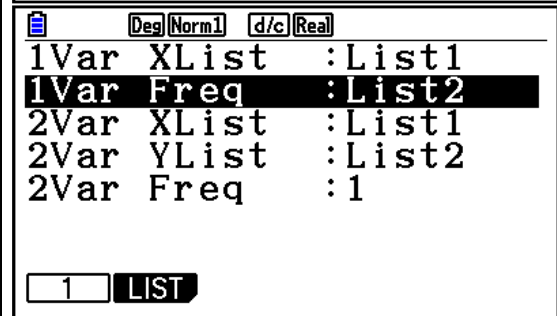 Deg Norm1 d/c Real
1Var XList :List1
1Var Freq :List2
2Var XList :List1
2Var YList :List2
2Var Freq :1
1 LIST